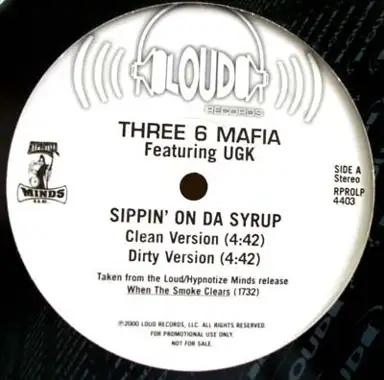 LOUD
RECORDS
THREE 6 MAFIA
Featuring UGK
SIDE A
Stereo
RPROLP
4403
HYPNOTIZE
MINDS
SIPPIN' ON DA SYRUP
Clean Version (4:42)
Dirty Version (4:42)
Taken from the Loud/Hypnotize Minds release
When The Smoke Clears (1732)
℗©2000 LOUD RECORDS, LLC. ALL RIGHTS RESERVED.
FOR PROMOTIONAL USE ONLY.
NOT FOR SALE.
LOUD